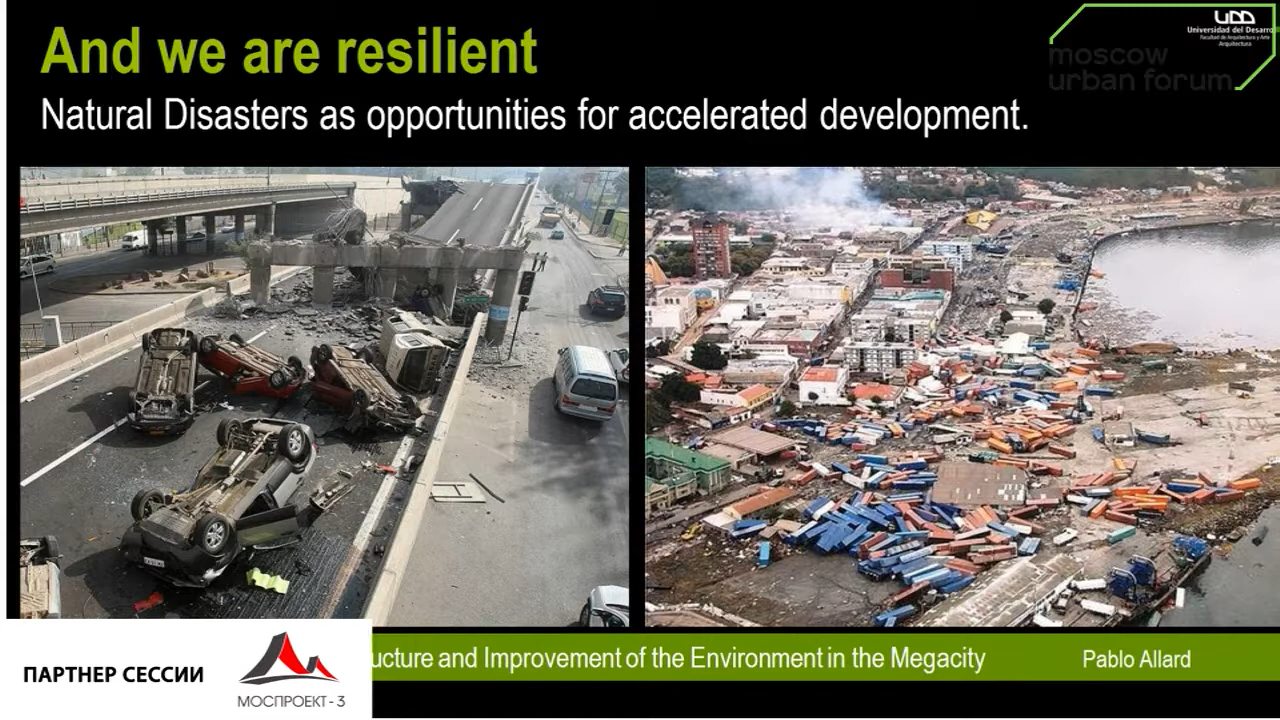 And we are resilient
Natural Disasters as opportunities for accelerated development.
UDD
Universidad del Desarrollo
Facultad de Arquitectura y Arte
Arquitectura
moscow
urban forum
ucture and Improvement of the Environment in the Megacity
Pablo Allard
ПАРТНЕР СЕССИИ
МОСПРОЕКТ-3